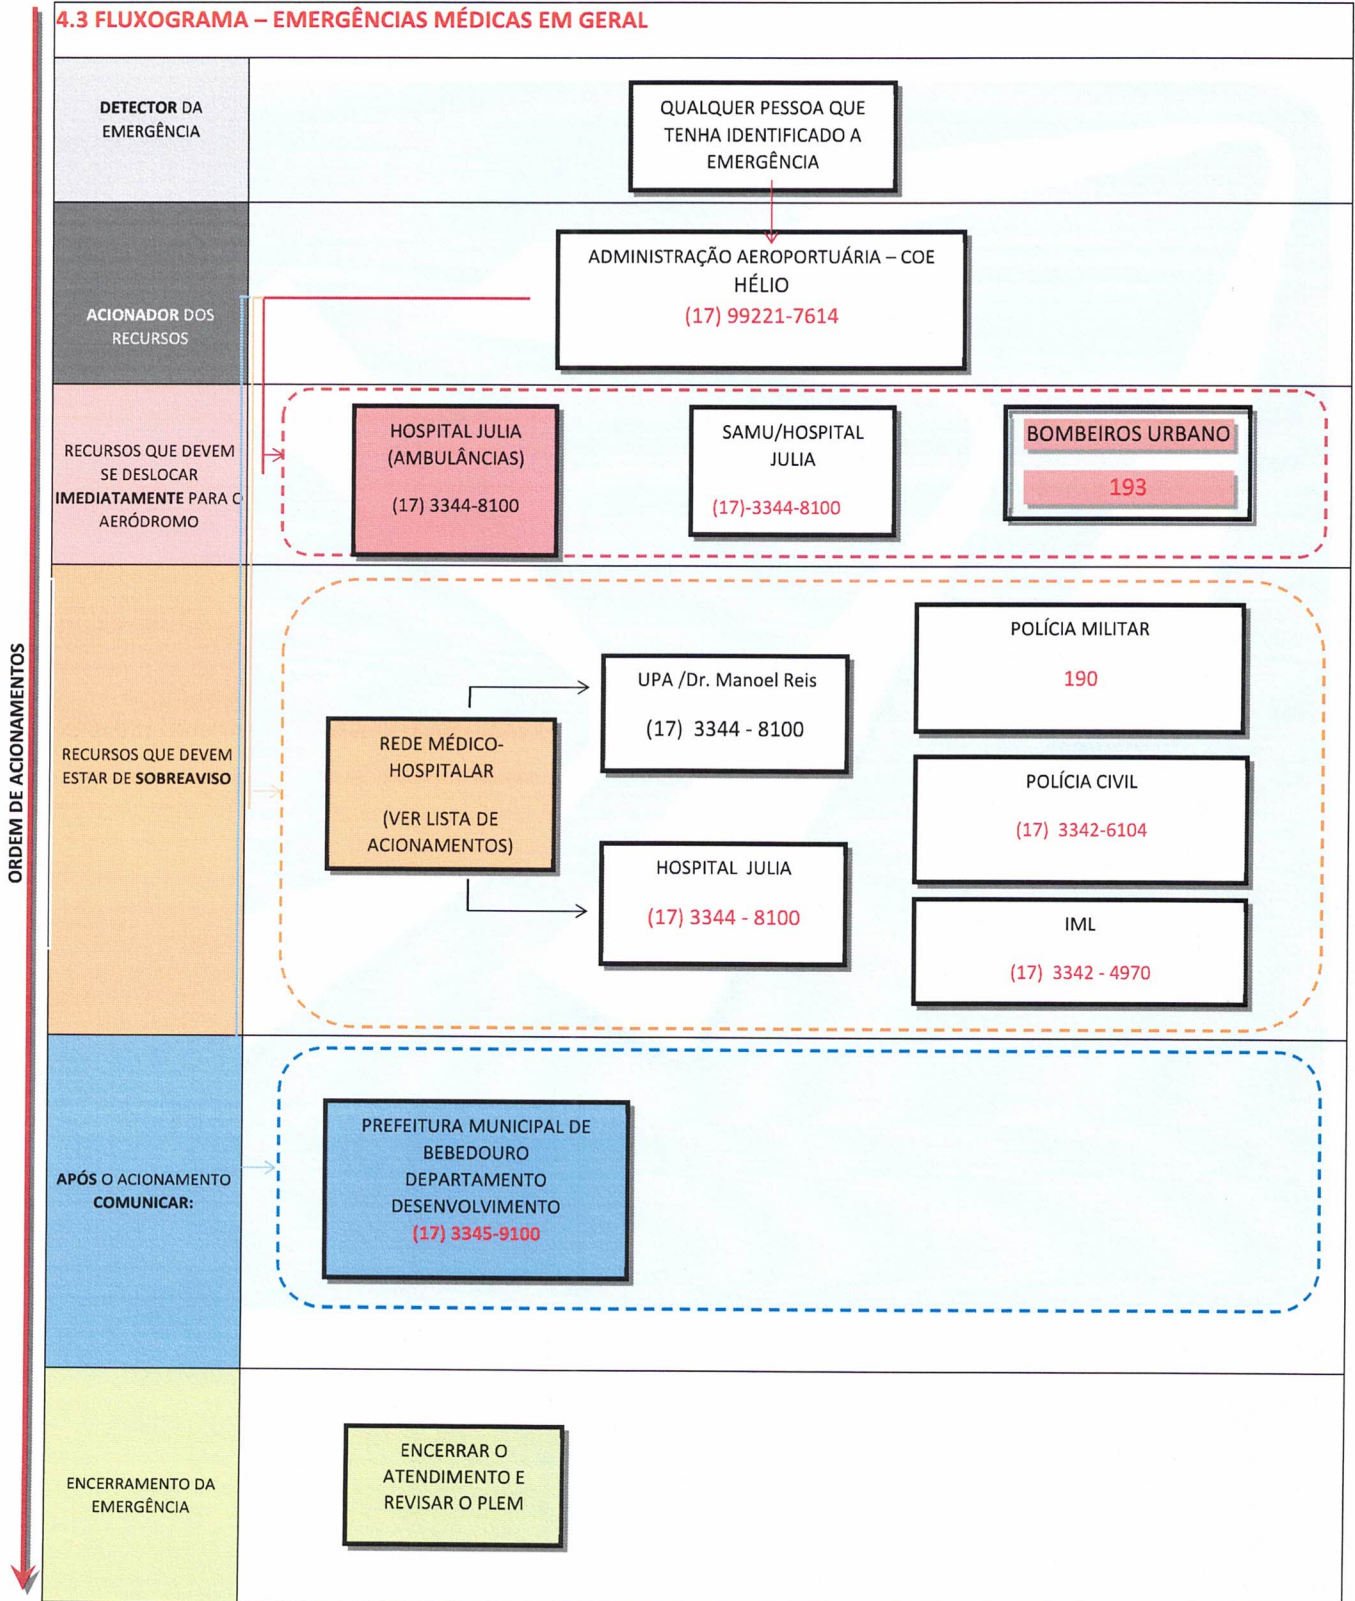 4.3 FLUXOGRAMA – EMERGÊNCIAS MÉDICAS EM GERAL
ORDEM DE ACIONAMENTOS
DETECTOR DA
EMERGÊNCIA
QUALQUER PESSOA QUE
TENHA IDENTIFICADO A
EMERGÊNCIA
ACIONADOR DOS
RECURSOS
ADMINISTRAÇÃO AEROPORTUÁRIA – COE
HÉLIO
(17) 99221-7614
RECURSOS QUE DEVEM
SE DESLOCAR
IMEDIATAMENTE PARA O
AERÓDROMO
HOSPITAL JULIA
(AMBULÂNCIAS)
(17) 3344-8100
SAMU/HOSPITAL
JULIA
(17)-3344-8100
BOMBEIROS URBANO
193
RECURSOS QUE DEVEM
ESTAR DE SOBREAVISO
REDE MÉDICO-
HOSPITALAR
(VER LISTA DE
ACIONAMENTOS)
UPA /Dr. Manoel Reis
(17) 3344 - 8100
HOSPITAL JULIA
(17) 3344 - 8100
POLÍCIA MILITAR
190
POLÍCIA CIVIL
(17) 3342-6104
IML
(17) 3342 - 4970
APÓS O ACIONAMENTO
COMUNICAR:
PREFEITURA MUNICIPAL DE
BEBEDOURO
DEPARTAMENTO
DESENVOLVIMENTO
(17) 3345-9100
ENCERRAMENTO DA
EMERGÊNCIA
ENCERRAR O
ATENDIMENTO E
REVISAR O PLEM